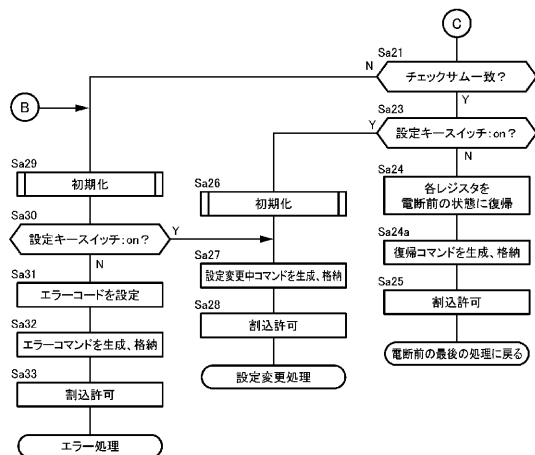 C
Sa21
N
チェックサム一致?
B
Y
Sa23
Y
設定キースイッチ:on?
N
Sa29
初期化
Sa26
初期化
Sa24
各レジスタを
電断前の状態に復帰
Sa30
設定キースイッチ:on?
Y
N
Sa24a
復帰コマンドを生成、格納
Sa27
設定変更中コマンドを生成、格納
Sa31
エラーコードを設定
Sa25
割込許可
Sa28
割込許可
Sa32
エラーコマンドを生成、格納
電断前の最後の処理に戻る
設定変更処理
Sa33
割込許可
エラー処理